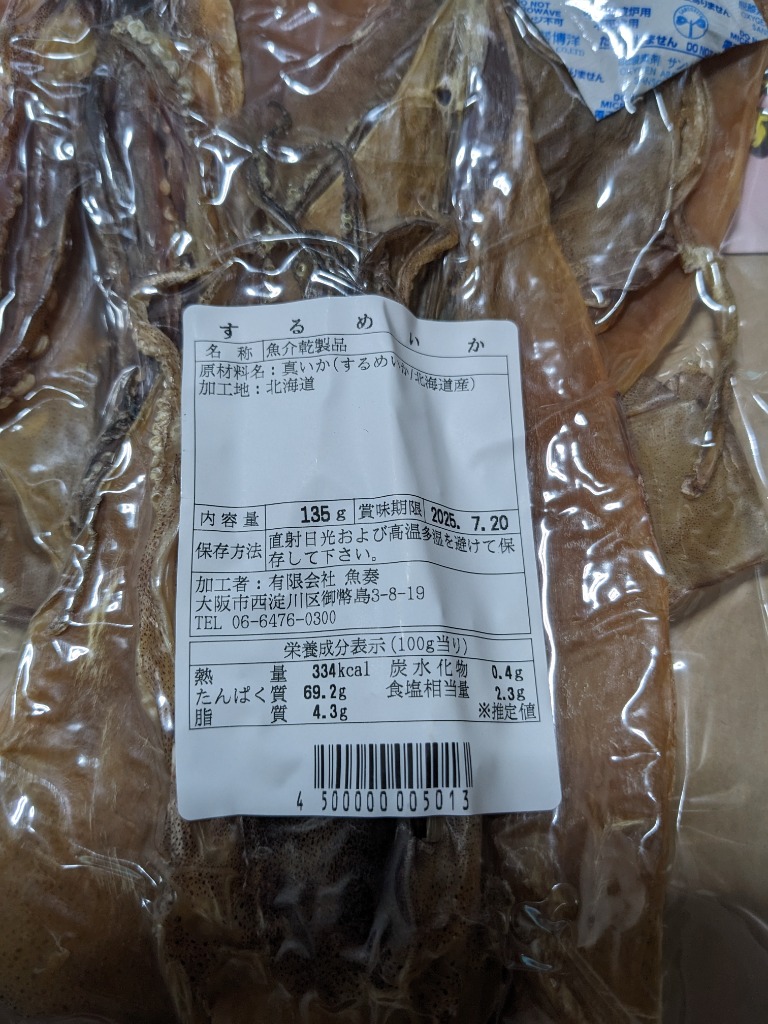 DO NOT
MICROWAVE
博洋
DO NO
す る め い か
名 称 魚介乾製品
原材料名：真いか(するめいか/北海道産)
加工地：北海道
内容量 135g 賞味期限 2025. 7.20
保存方法 直射日光および高温多湿を避けて保
存して下さい。
加工者：有限会社 魚奏
大阪市西淀川区御幣島3-8-19
TEL 06-6476-0300
栄養成分表示(100g当り)
熱 量 334kcal 炭水化物 0.4g
たんぱく質 69.2g 食塩相当量 2.3g
脂 質 4.3g ※推定値
4 500000 005013